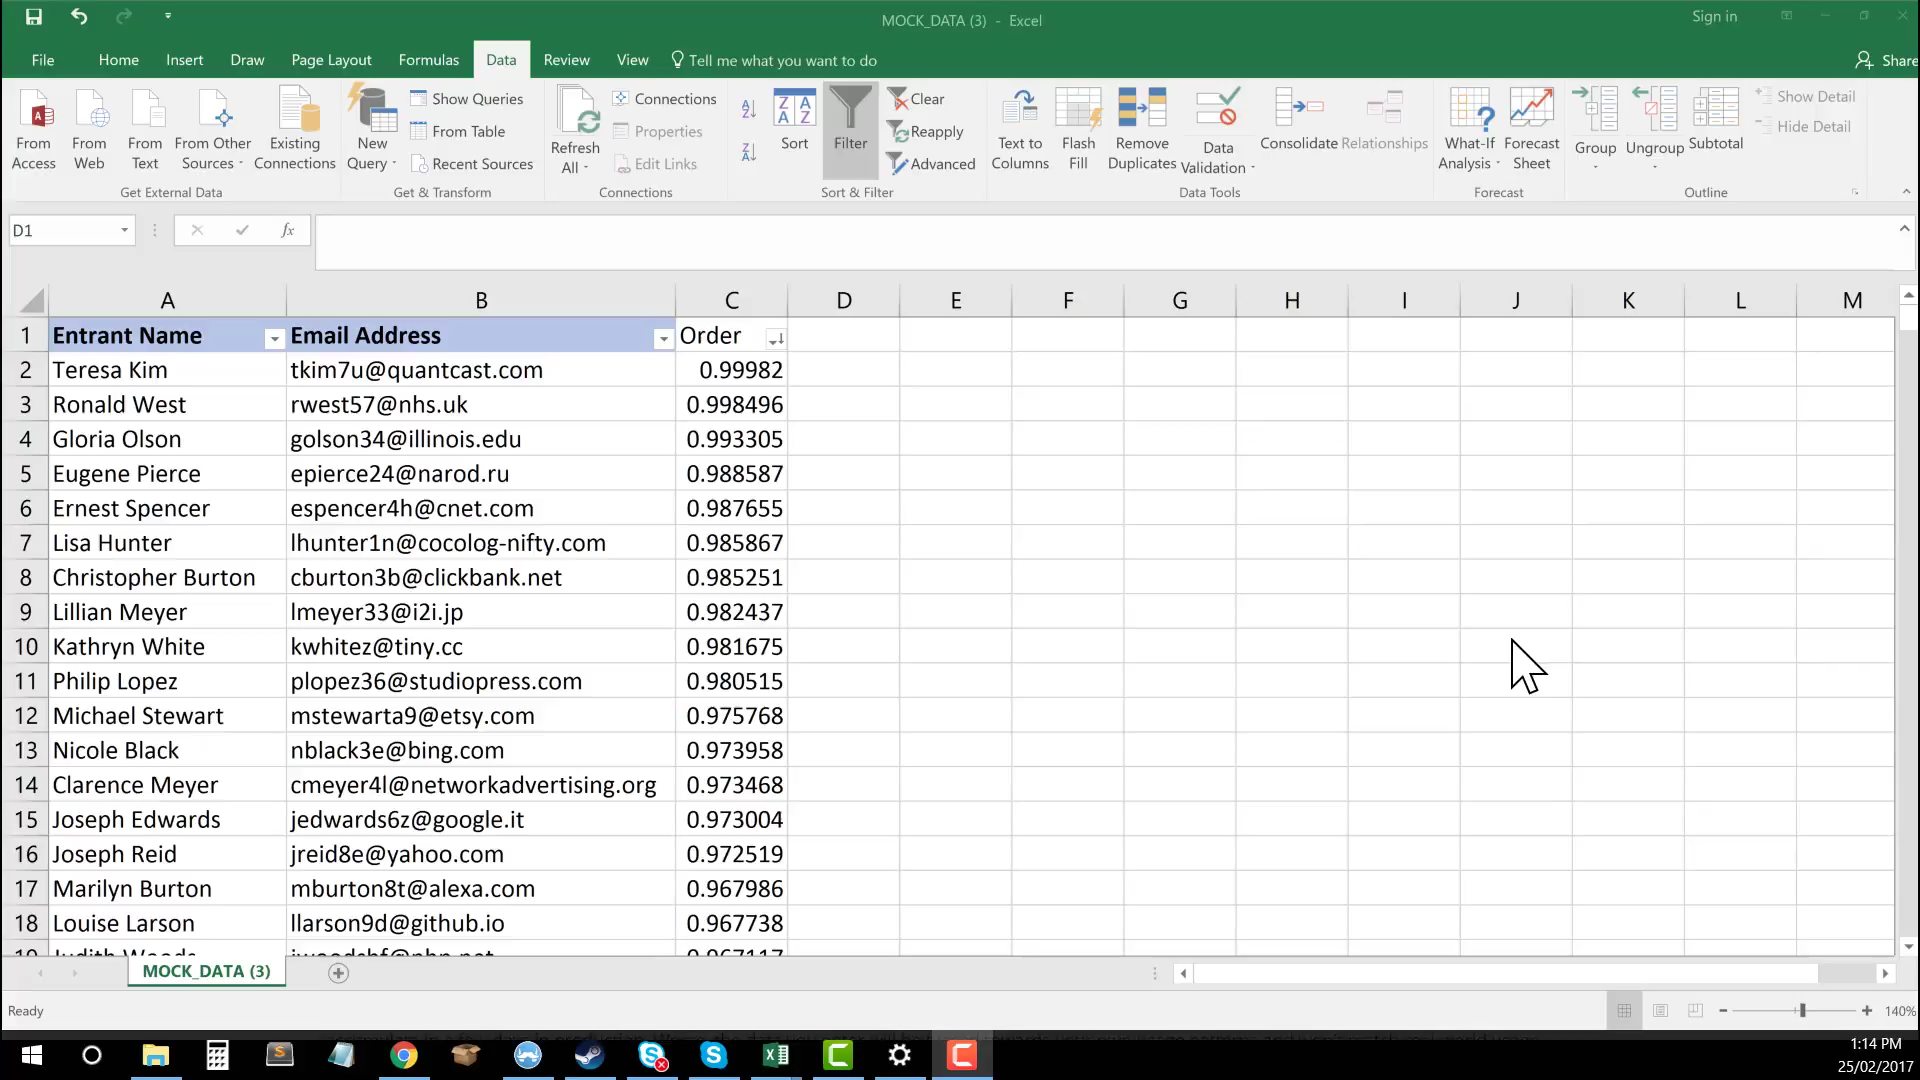 MOCK_DATA (3) - Excel
Sign in
File Home Insert Draw Page Layout Formulas Data Review View Tell me what you want to do
Share
From Access
From Web
From Text
From Other Sources
Existing Connections
Get External Data
New Query
Show Queries
From Table
Recent Sources
Get & Transform
Refresh All
Connections
Properties
Edit Links
Connections
Sort
Filter
Clear
Reapply
Advanced
Sort & Filter
Text to Columns
Flash Fill
Remove Duplicates
Data Validation
Consolidate
Relationships
Data Tools
What-If Analysis
Forecast Sheet
Forecast
Group
Ungroup
Subtotal
Show Detail
Hide Detail
Outline
D1
fx
A B C D E F G H I J K L M
1 Entrant Name Email Address Order
2 Teresa Kim tkim7u@quantcast.com 0.99982
3 Ronald West rwest57@nhs.uk 0.998496
4 Gloria Olson golson34@illinois.edu 0.993305
5 Eugene Pierce epierce24@narod.ru 0.988587
6 Ernest Spencer espencer4h@cnet.com 0.987655
7 Lisa Hunter lhunter1n@cocolog-nifty.com 0.985867
8 Christopher Burton cburton3b@clickbank.net 0.985251
9 Lillian Meyer lmeyer33@i2i.jp 0.982437
10 Kathryn White kwhitez@tiny.cc 0.981675
11 Philip Lopez plopez36@studiopress.com 0.980515
12 Michael Stewart mstewarta9@etsy.com 0.975768
13 Nicole Black nblack3e@bing.com 0.973958
14 Clarence Meyer cmeyer4l@networkadvertising.org 0.973468
15 Joseph Edwards jedwards6z@google.it 0.973004
16 Joseph Reid jreid8e@yahoo.com 0.972519
17 Marilyn Burton mburton8t@alexa.com 0.967986
18 Louise Larson llarson9d@github.io 0.967738
MOCK_DATA (3)
Ready
140%
1:14 PM
25/02/2017